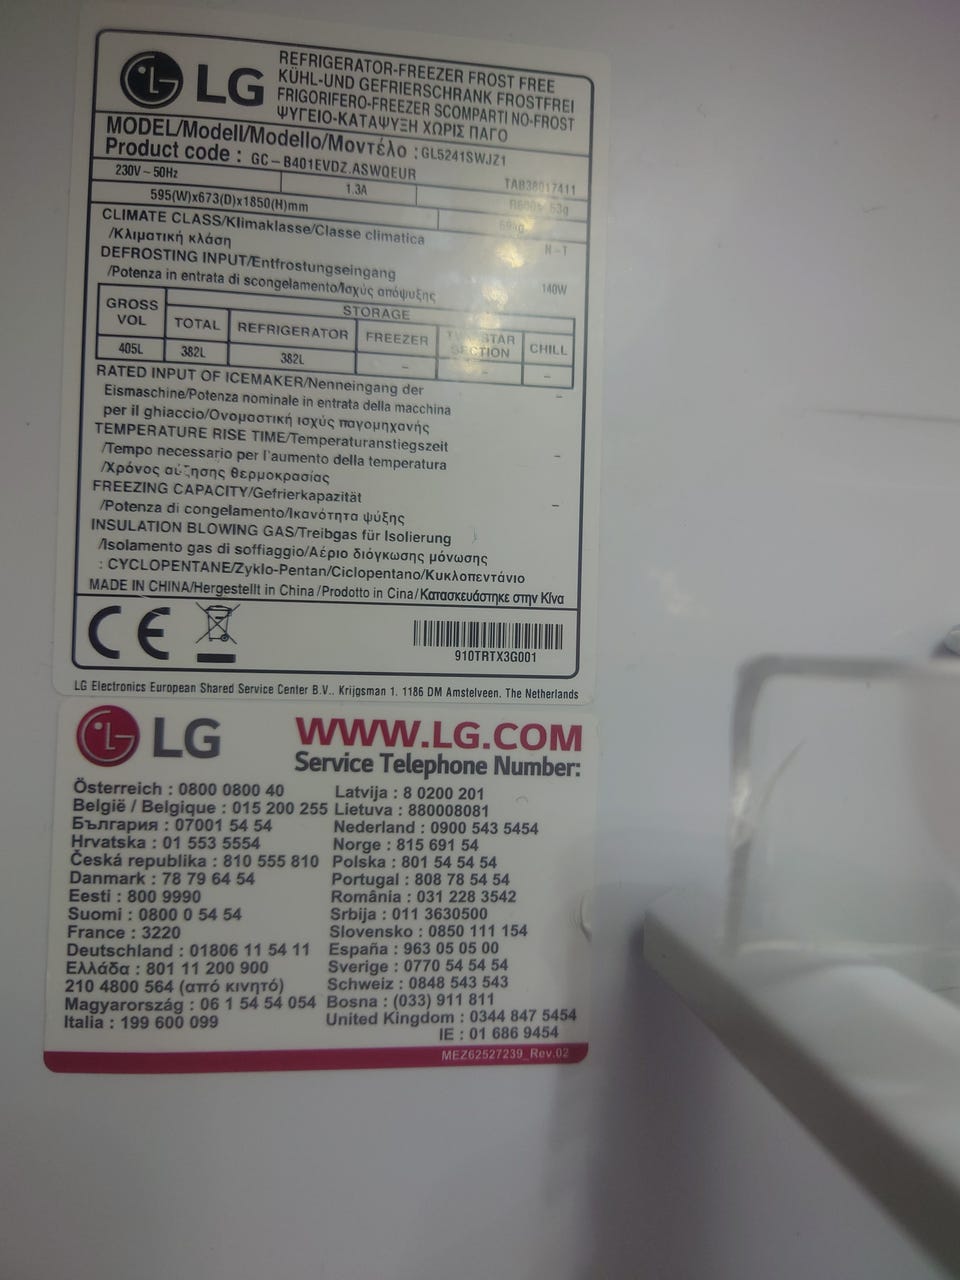 LG
REFRIGERATOR-FREEZER FROST FREE
KÜHL-UND GEFRIERSCHRANK FROSTFREI
FRIGORIFERO-FREEZER SCOMPARTI NO-FROST
ΨΥΓΕΙΟ-ΚΑΤΑΨΥΞΗ ΧΩΡΙΣ ΠΑΓΟ
MODEL/Modell/Modello/Μοντέλο : GL5241SWJZ1
Product code : GC-B401EVDZ.ASWQEUR TAB38017411
230V~50Hz 1.3A R600a 53g
595(W)x673(D)x1850(H)mm 69kg
CLIMATE CLASS/Klimaklasse/Classe climatica
/Κλιματική κλάση N-T
DEFROSTING INPUT/Entfrostungseingang
/Potenza in entrata di scongelamento/Ισχύς απόψυξης 140W
GROSS VOL STORAGE
TOTAL REFRIGERATOR FREEZER TWO STAR SECTION CHILL
405L 382L 382L - - -
RATED INPUT OF ICEMAKER/Nenneingang der
Eismaschine/Potenza nominale in entrata della macchina
per il ghiaccio/Ονομαστική ισχύς παγομηχανής -
TEMPERATURE RISE TIME/Temperaturanstiegszeit
/Tempo necessario per l'aumento della temperatura
/Χρόνος αύξησης θερμοκρασίας -
FREEZING CAPACITY/Gefrierkapazität
/Potenza di congelamento/Ικανότητα ψύξης -
INSULATION BLOWING GAS/Treibgas für Isolierung
/Isolamento gas di soffiaggio/Αέριο διόγκωσης μόνωσης
: CYCLOPENTANE/Zyklo-Pentan/Ciclopentano/Κυκλοπεντάνιο
MADE IN CHINA/Hergestellt in China/Prodotto in Cina/Κατασκευάστηκε στην Κίνα
CE
910TRTX3G001
LG Electronics European Shared Service Center B.V.. Krijgsman 1. 1186 DM Amstelveen. The Netherlands
LG
WWW.LG.COM
Service Telephone Number:
Österreich : 0800 0800 40
België / Belgique : 015 200 255
България : 07001 54 54
Hrvatska : 01 553 5554
Česká republika : 810 555 810
Danmark : 78 79 64 54
Eesti : 800 9990
Suomi : 0800 0 54 54
France : 3220
Deutschland : 01806 11 54 11
Ελλάδα : 801 11 200 900
210 4800 564 (από κινητό)
Magyarország : 06 1 54 54 054
Italia : 199 600 099
Latvija : 8 0200 201
Lietuva : 880008081
Nederland : 0900 543 5454
Norge : 815 691 54
Polska : 801 54 54 54
Portugal : 808 78 54 54
România : 031 228 3542
Srbija : 011 3630500
Slovensko : 0850 111 154
España : 963 05 05 00
Sverige : 0770 54 54 54
Schweiz : 0848 543 543
Bosna : (033) 911 811
United Kingdom : 0344 847 5454
IE : 01 686 9454
MEZ62527239_Rev.02